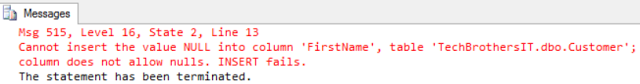 Messages
Msg 515, Level 16, State 2, Line 13
Cannot insert the value NULL into column 'FirstName', table 'TechBrothersIT.dbo.Customer';
column does not allow nulls. INSERT fails.
The statement has been terminated.